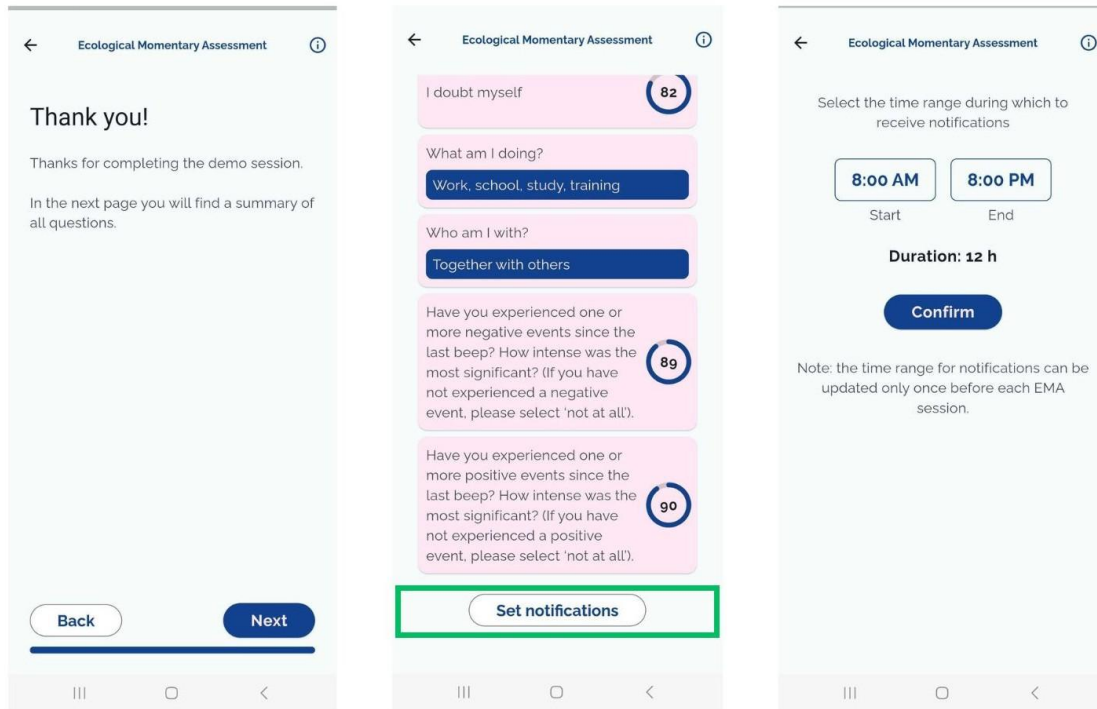 Ecological Momentary Assessment
Thank you!
Thanks for completing the demo session.
In the next page you will find a summary of
all questions.
Back
Next
Ecological Momentary Assessment
I doubt myself
82
What am I doing?
Work, school, study, training
Who am I with?
Together with others
Have you experienced one or
more negative events since the
last beep? How intense was the
most significant? (If you have
not experienced a negative
event, please select ‘not at all’).
89
Have you experienced one or
more positive events since the
last beep? How intense was the
most significant? (If you have
not experienced a positive
event, please select ‘not at all’).
90
Set notifications
Ecological Momentary Assessment
Select the time range during which to
receive notifications
8:00 AM
8:00 PM
Start
End
Duration: 12 h
Confirm
Note: the time range for notifications can be
updated only once before each EMA
session.